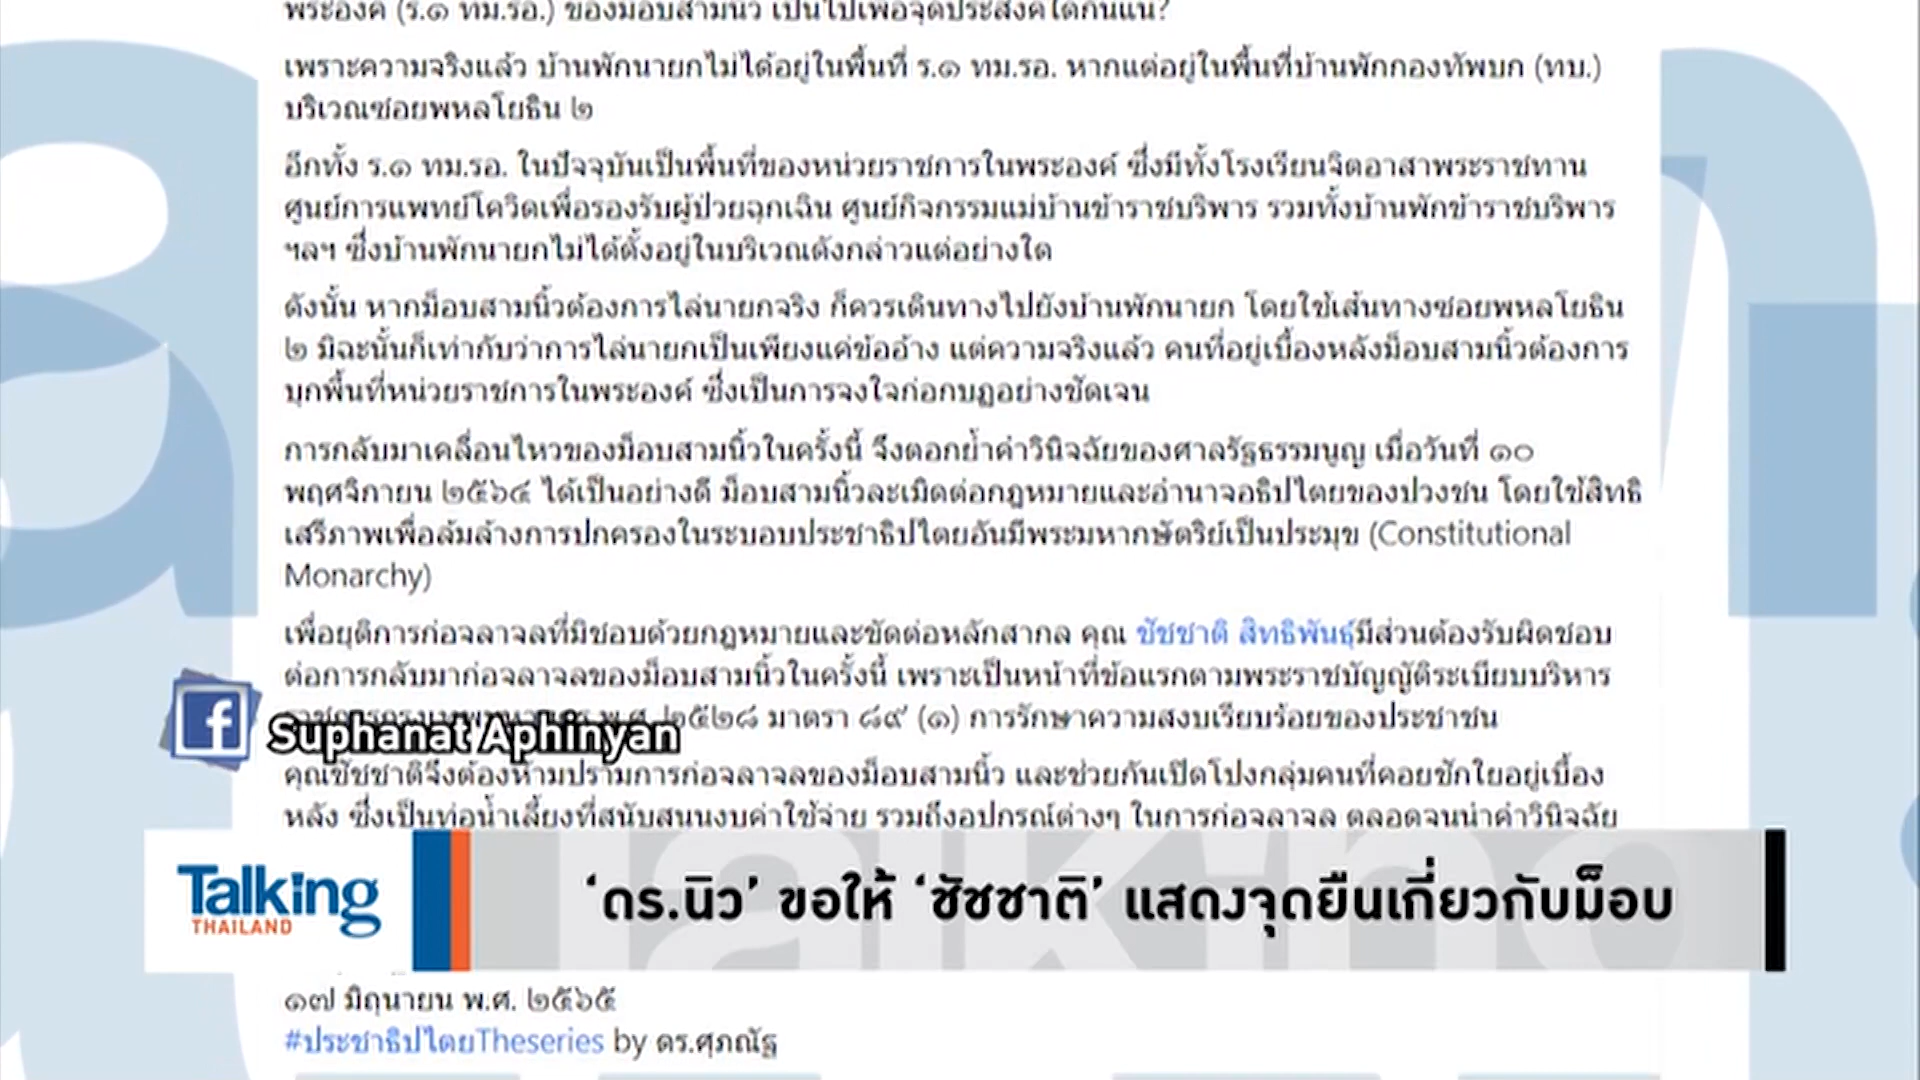 พระองค์ (ร.๑ ทม.รอ.) ของม็อบสามนิ้ว เป็นไปเพื่อจุดประสงค์ใดกันแน่?
เพราะความจริงแล้ว บ้านพักนายกไม่ได้อยู่ในพื้นที่ ร.๑ ทม.รอ. หากแต่อยู่ในพื้นที่บ้านพักกองทัพบก (ทบ.)
บริเวณซอยพหลโยธิน ๒
อีกทั้ง ร.๑ ทม.รอ. ในปัจจุบันเป็นพื้นที่ของหน่วยราชการในพระองค์ ซึ่งมีทั้งโรงเรียนจิตอาสาพระราชทาน
ศูนย์การแพทย์โควิดเพื่อรองรับผู้ป่วยฉุกเฉิน ศูนย์กิจกรรมแม่บ้านข้าราชบริพาร รวมทั้งบ้านพักข้าราชบริพาร
ฯลฯ ซึ่งบ้านพักนายกไม่ได้ตั้งอยู่ในบริเวณดังกล่าวแต่อย่างใด
ดังนั้น หากม็อบสามนิ้วต้องการไล่นายกจริง ก็ควรเดินทางไปยังบ้านพักนายก โดยใช้เส้นทางซอยพหลโยธิน
๒ มิฉะนั้นก็เท่ากับว่าการไล่นายกเป็นเพียงแค่ข้ออ้าง แต่ความจริงแล้ว คนที่อยู่เบื้องหลังม็อบสามนิ้วต้องการ
บุกพื้นที่หน่วยราชการในพระองค์ ซึ่งเป็นการจงใจก่อกบฏอย่างชัดเจน
การกลับมาเคลื่อนไหวของม็อบสามนิ้วในครั้งนี้ จึงตอกย้ำคำวินิจฉัยของศาลรัฐธรรมนูญ เมื่อวันที่ ๑๐
พฤศจิกายน ๒๕๖๔ ได้เป็นอย่างดี ม็อบสามนิ้วละเมิดต่อกฎหมายและอำนาจอธิปไตยของปวงชน โดยใช้สิทธิ
เสรีภาพเพื่อล้มล้างการปกครองในระบอบประชาธิปไตยอันมีพระมหากษัตริย์เป็นประมุข (Constitutional
Monarchy)
เพื่อยุติการก่อจลาจลที่มิชอบด้วยกฎหมายและขัดต่อหลักสากล คุณ ชัชชาติ สิทธิพันธุ์มีส่วนต้องรับผิดชอบ
ต่อการกลับมาก่อจลาจลของม็อบสามนิ้วในครั้งนี้ เพราะเป็นหน้าที่ข้อแรกตามพระราชบัญญัติระเบียบบริหาร
พ.ศ. ๒๕๒๘ มาตรา ๘๙ (๑) การรักษาความสงบเรียบร้อยของประชาชน
Suphanat Aphinyan
คุณชัชชาติจึงต้องห้ามปรามการก่อจลาจลของม็อบสามนิ้ว และช่วยกันเปิดโปงกลุ่มคนที่คอยชักใยอยู่เบื้อง
หลัง ซึ่งเป็นท่อน้ำเลี้ยงที่สนับสนุนงบค่าใช้จ่าย รวมถึงอุปกรณ์ต่างๆ ในการก่อจลาจล ตลอดจนนำคำวินิจฉัย
Talking
THAILAND
‘ดร.นิว’ ขอให้ ‘ชัชชาติ’ แสดงจุดยืนเกี่ยวกับม็อบ
๑๗ มิถุนายน พ.ศ. ๒๕๖๕
#ประชาธิปไตยTheseries by ดร.ศุภณัฐ